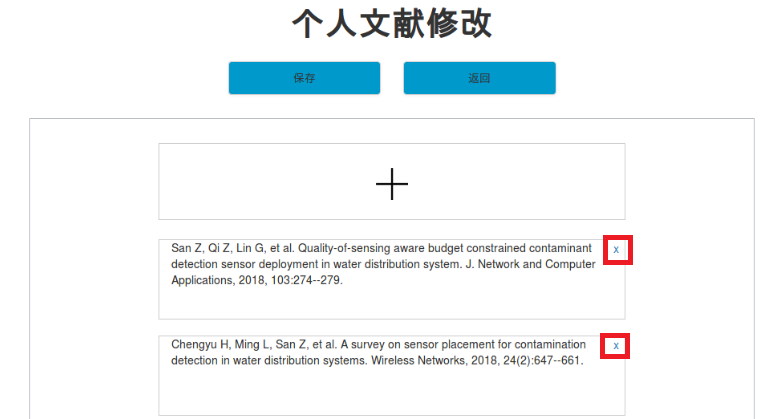 个人文献修改
保存
返回
San Z, Qi Z, Lin G, et al. Quality-of-sensing aware budget constrained contaminant
detection sensor deployment in water distribution system. J. Network and Computer
Applications, 2018, 103:274--279.
x
Chengyu H, Ming L, San Z, et al. A survey on sensor placement for contamination
detection in water distribution systems. Wireless Networks, 2018, 24(2):647--661.
x